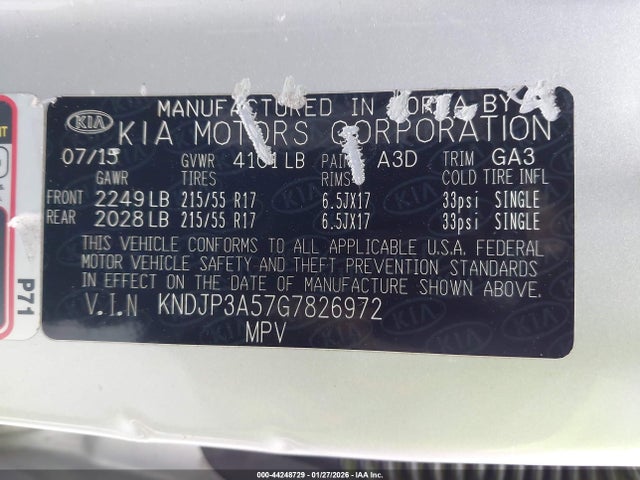 MANUFACTURED IN KOREA BY
KIA KIA MOTORS CORPORATION
07/15 GVWR 4101 LB PAINT A3D TRIM GA3
GAWR TIRES RIMS COLD TIRE INFL
FRONT 2249 LB 215/55 R17 6.5JX17 33psi SINGLE
REAR 2028 LB 215/55 R17 6.5JX17 33psi SINGLE
THIS VEHICLE CONFORMS TO ALL APPLICABLE U.S.A. FEDERAL
MOTOR VEHICLE SAFETY AND THEFT PREVENTION STANDARDS
IN EFFECT ON THE DATE OF MANUFACTURE SHOWN ABOVE.
V.I.N KNDJP3A57G7826972
MPV
P71
000-44248729 - 01/27/2026 - IAA Inc.